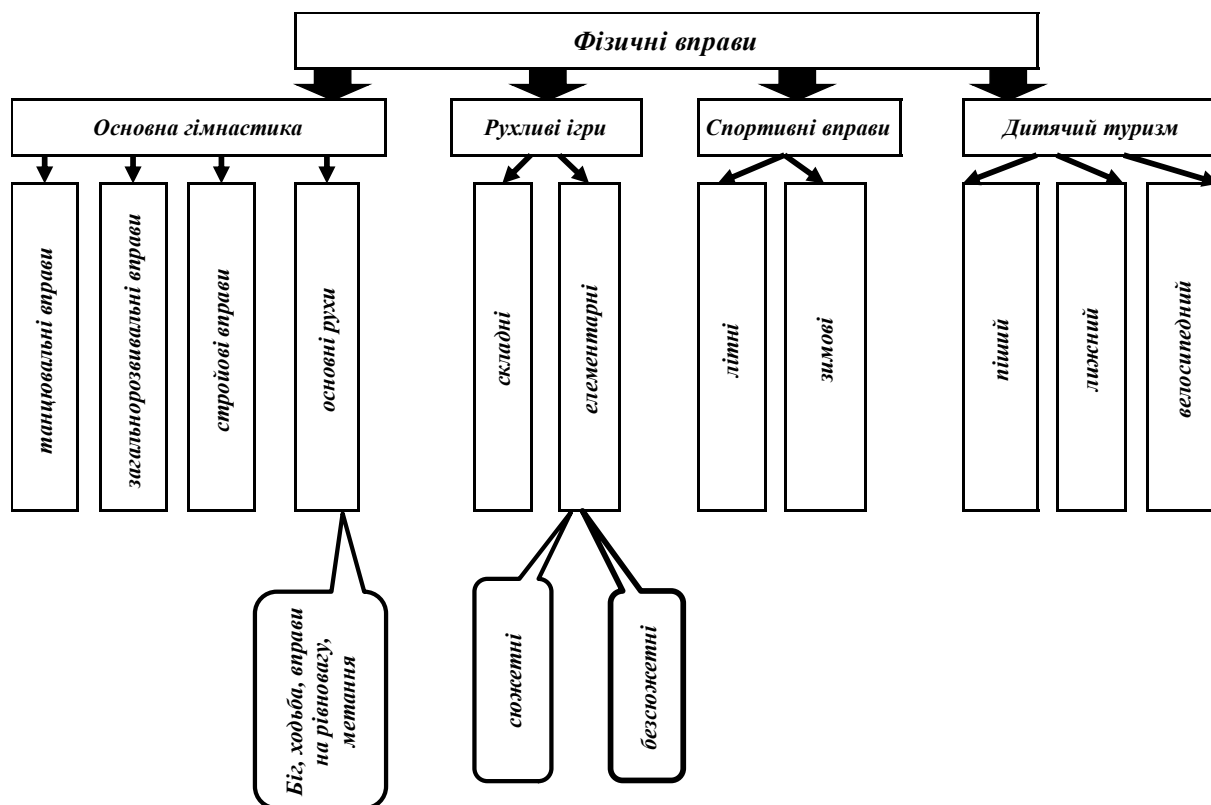 Фізичні вправи
Основна гімнастика
Рухливі ігри
Спортивні вправи
Дитячий туризм
танцювальні вправи
загальнорозвивальні вправи
стройові вправи
основні рухи
складні
елементарні
літні
зимові
піший
лижний
велосипедний
Біг, ходьба, вправи
на рівновагу,
метання
сюжетні
безсюжетні